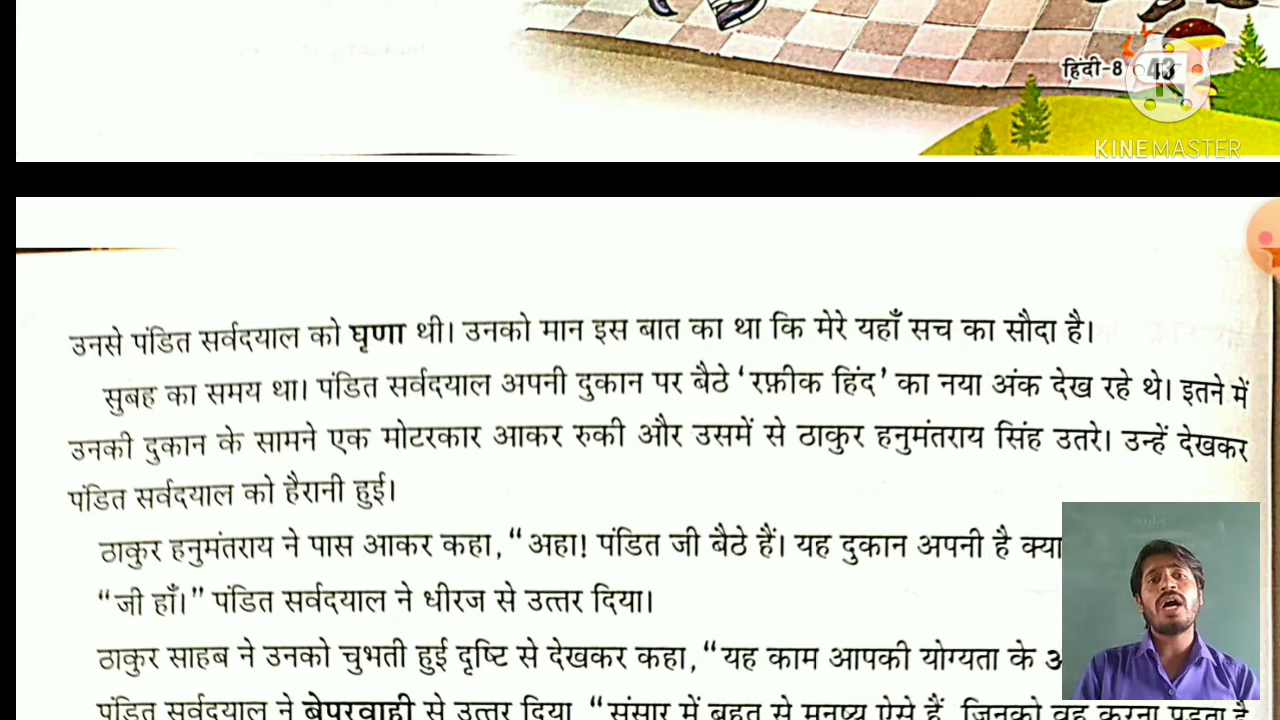 हिंदी-8 43
KINEMASTER
उनसे पंडित सर्वदयाल को घृणा थी। उनको मान इस बात का था कि मेरे यहाँ सच का सौदा है।
सुबह का समय था। पंडित सर्वदयाल अपनी दुकान पर बैठे ‘रफ़ीक हिंद’ का नया अंक देख रहे थे। इतने में
उनकी दुकान के सामने एक मोटरकार आकर रुकी और उसमें से ठाकुर हनुमंतराय सिंह उतरे। उन्हें देखकर
पंडित सर्वदयाल को हैरानी हुई।
ठाकुर हनुमंतराय ने पास आकर कहा, “अहा! पंडित जी बैठे हैं। यह दुकान अपनी है क्या
“जी हाँ।” पंडित सर्वदयाल ने धीरज से उत्तर दिया।
ठाकुर साहब ने उनको चुभती हुई दृष्टि से देखकर कहा, “यह काम आपकी योग्यता के
पंडित सर्वदयाल ने बेपरवाही से उत्तर दिया, “संसार में बहुत से मनुष्य ऐसे हैं, जिनको वह करना पड़ता है